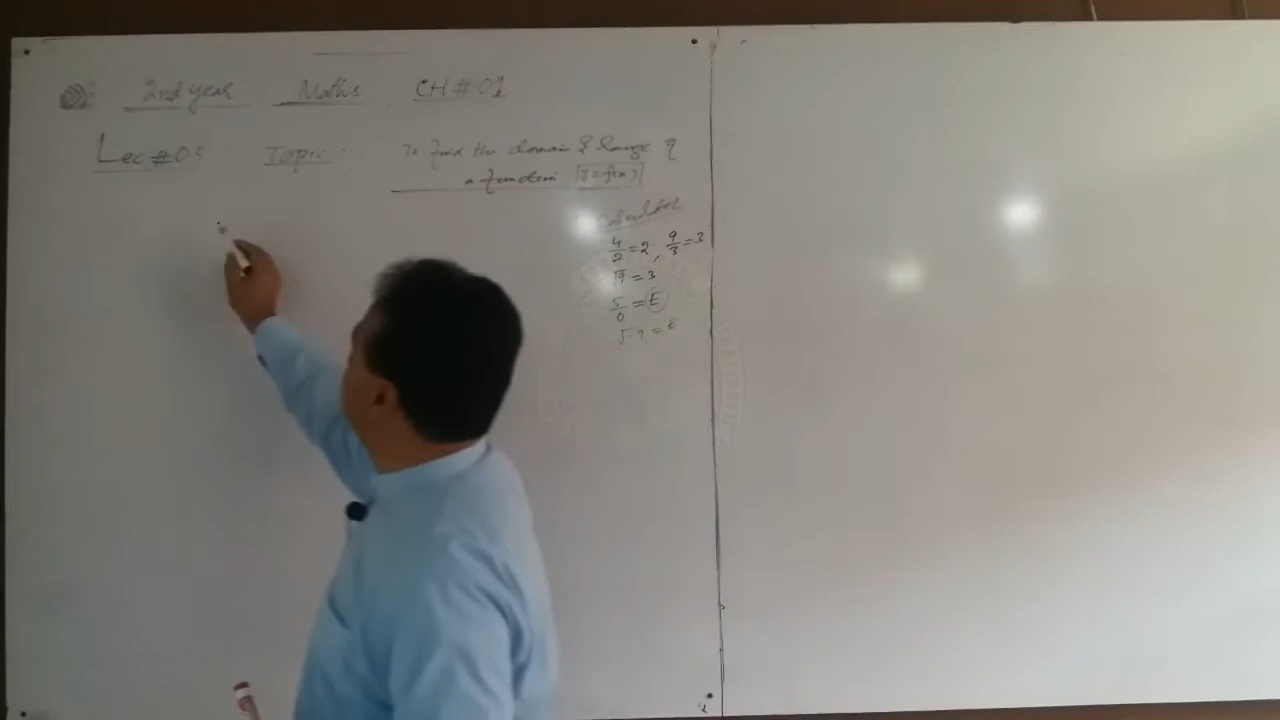 2nd year Maths CH # 01
Lec # 05 Topic: To find the domain & Range of
a function y = f(x)
Calculator
4/2 = 2, 9/3 = 3
√9 = 3
5/0 = E